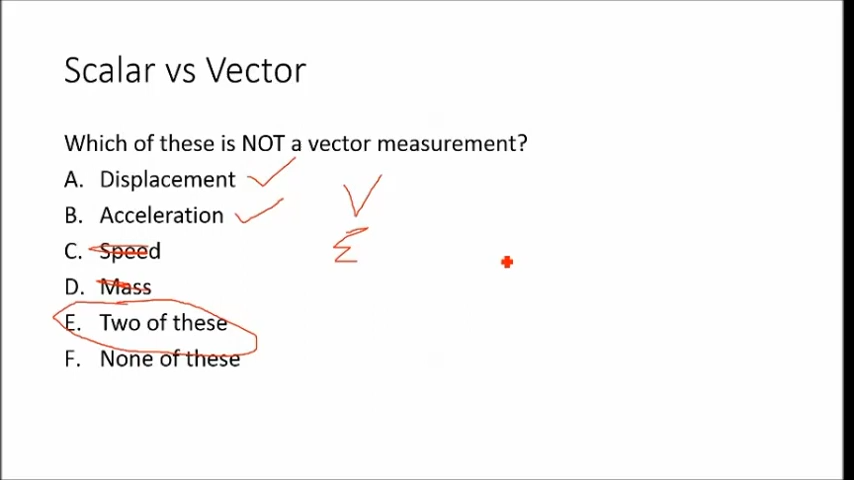 Scalar vs Vector
Which of these is NOT a vector measurement?
A. Displacement
B. Acceleration
V
C. Speed
D. Mass
E. Two of these
F. None of these